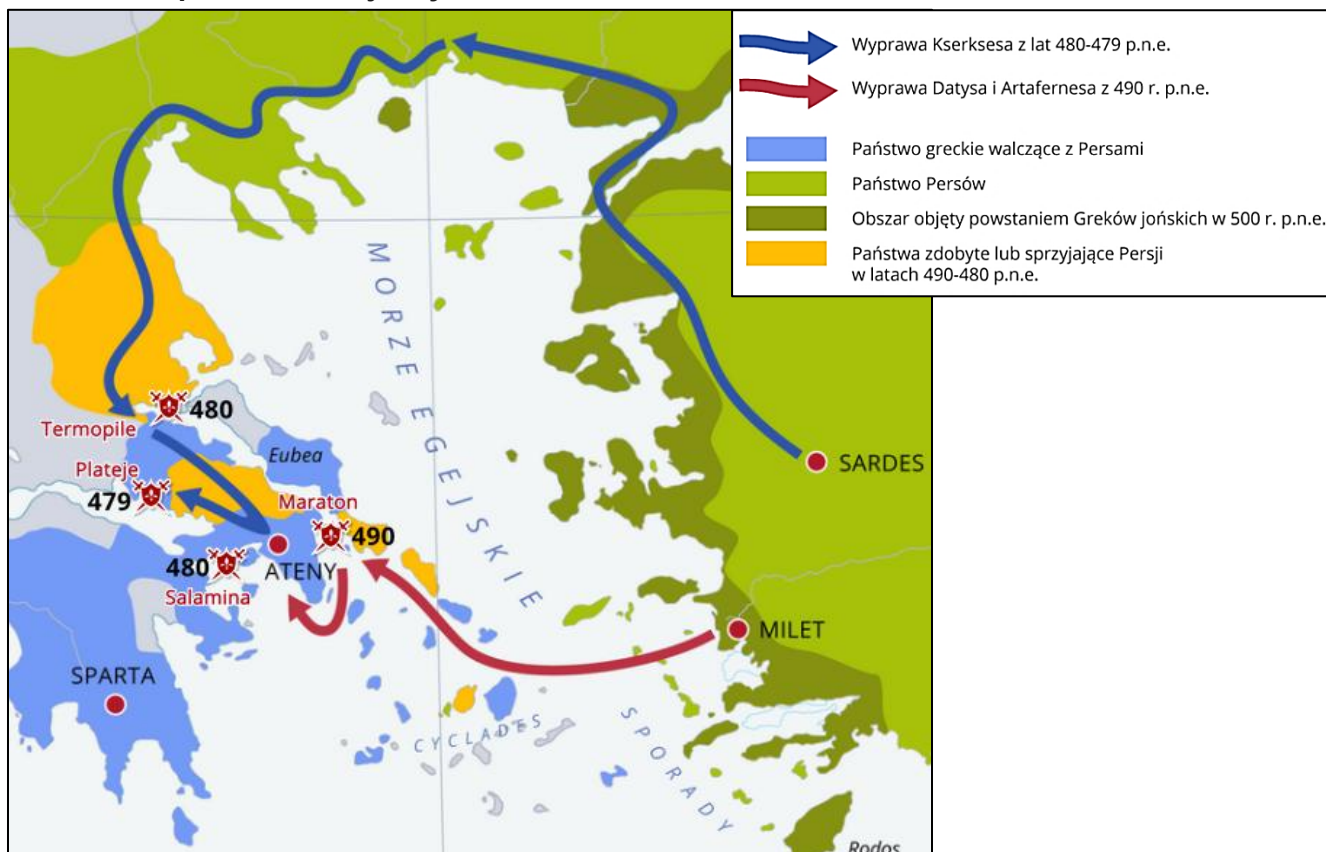 Wyprawa Kserksesa z lat 480-479 p.n.e.
Wyprawa Datysa i Artafernesa z 490 r. p.n.e.
Państwo greckie walczące z Persami
Państwo Persów
Obszar objęty powstaniem Greków jońskich w 500 r. p.n.e.
Państwa zdobyte lub sprzyjające Persji
w latach 490-480 p.n.e.
MORZE EGEJSKIE
480
Termopile
Eubea
SARDES
Plateje
479
Maraton
490
480
ATENY
Salamina
MILET
SPARTA
CYCLADES
SPORADY
Rodos